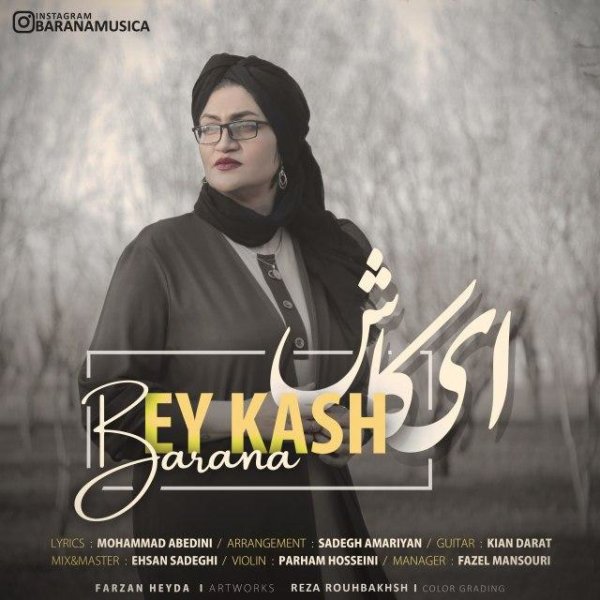 INSTAGRAM
BARANAMUSICA
ای کاش
EY KASH
Barana
LYRICS : MOHAMMAD ABEDINI / ARRANGEMENT : SADEGH AMARIYAN / GUITAR : KIAN DARAT
MIX&MASTER : EHSAN SADEGHI / VIOLIN : PARHAM HOSSEINI / MANAGER : FAZEL MANSOURI
FARZAN HEYDA I ARTWORKS REZA ROUHBAKHSH I COLOR GRADING